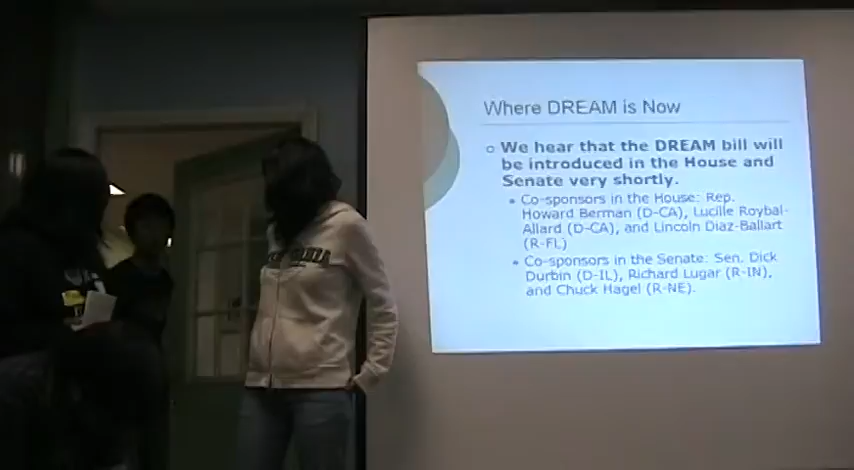 Where DREAM is Now
We hear that the DREAM bill will
be introduced in the House and
Senate very shortly.
Co-sponsors in the House: Rep.
Howard Berman (D-CA), Lucille Roybal-
Allard (D-CA), and Lincoln Diaz-Ballart
(R-FL)
Co-sponsors in the Senate: Sen. Dick
Durbin (D-IL), Richard Lugar (R-IN),
and Chuck Hagel (R-NE).